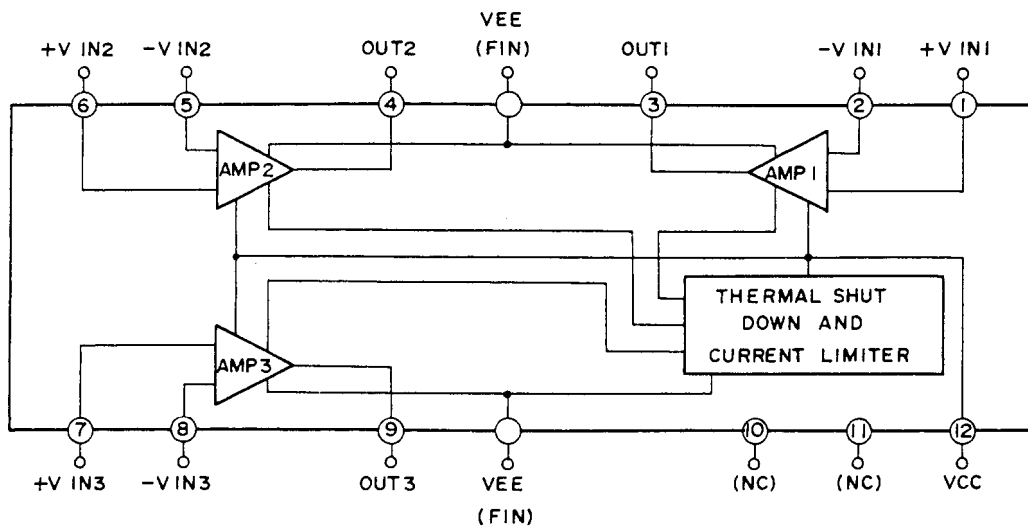 VEE
+V IN2
-V IN2
OUT2
(FIN)
OUT1
-V IN1
+V IN1
6
5
4
3
2
1
AMP2
AMP1
THERMAL SHUT
DOWN AND
CURRENT LIMITER
AMP3
7
8
9
10
11
12
+V IN3
-V IN3
OUT3
VEE
(NC)
(NC)
VCC
(FIN)